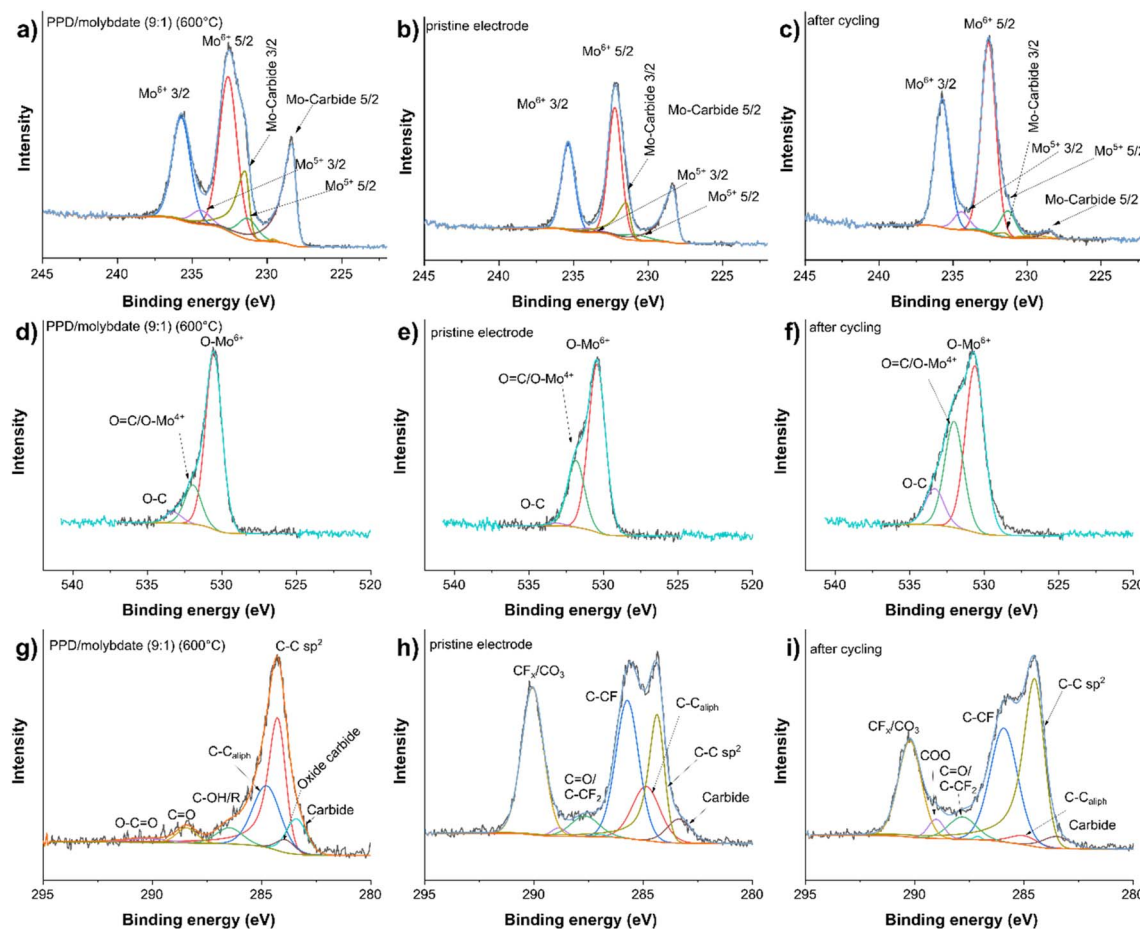 a)
PPD/molybdate (9:1) (600°C)
Mo⁶⁺ 5/2
Mo⁶⁺ 3/2
Mo-Carbide 3/2
Mo-Carbide 5/2
Mo⁵⁺ 3/2
Mo⁵⁺ 5/2
Intensity
245 240 235 230 225
Binding energy (eV)
b)
pristine electrode
Mo⁶⁺ 5/2
Mo⁶⁺ 3/2
Mo-Carbide 3/2
Mo-Carbide 5/2
Mo⁵⁺ 3/2
Mo⁵⁺ 5/2
Intensity
245 240 235 230 225
Binding energy (eV)
c)
after cycling
Mo⁶⁺ 5/2
Mo⁶⁺ 3/2
Mo-Carbide 3/2
Mo⁵⁺ 3/2
Mo⁵⁺ 5/2
Mo-Carbide 5/2
Intensity
245 240 235 230 225
Binding energy (eV)
d)
PPD/molybdate (9:1) (600°C)
O-Mo⁶⁺
O=C/O-Mo⁴⁺
O-C
Intensity
540 535 530 525 520
Binding energy (eV)
e)
pristine electrode
O-Mo⁶⁺
O=C/O-Mo⁴⁺
O-C
Intensity
540 535 530 525 520
Binding energy (eV)
f)
after cycling
O-Mo⁶⁺
O=C/O-Mo⁴⁺
O-C
Intensity
540 535 530 525 520
Binding energy (eV)
g)
PPD/molybdate (9:1) (600°C)
C-C sp²
C-C aliph
Oxide carbide
C-OH/R
C=O
O-C=O
Carbide
Intensity
295 290 285 280
Binding energy (eV)
h)
pristine electrode
CFₓ/CO₃
C-CF
C-C aliph
C-C sp²
C=O/
C-CF₂
Carbide
Intensity
295 290 285 280
Binding energy (eV)
i)
after cycling
C-C sp²
C-CF
CFₓ/CO₃
COO
C=O/
C-CF₂
C-C aliph
Carbide
Intensity
295 290 285 280
Binding energy (eV)